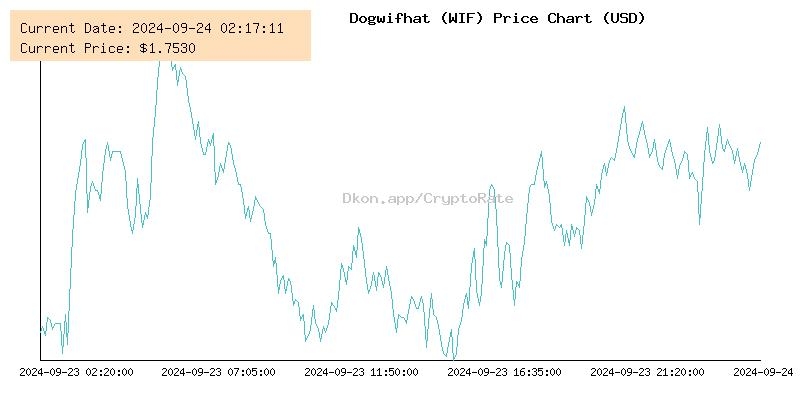 Dogwifhat (WIF) Price Chart (USD)
Current Date: 2024-09-24 02:17:11
Current Price: $1.7530
Dkon.app/CryptoRate
2024-09-23 02:20:00 2024-09-23 07:05:00 2024-09-23 11:50:00 2024-09-23 16:35:00 2024-09-23 21:20:00 2024-09-24